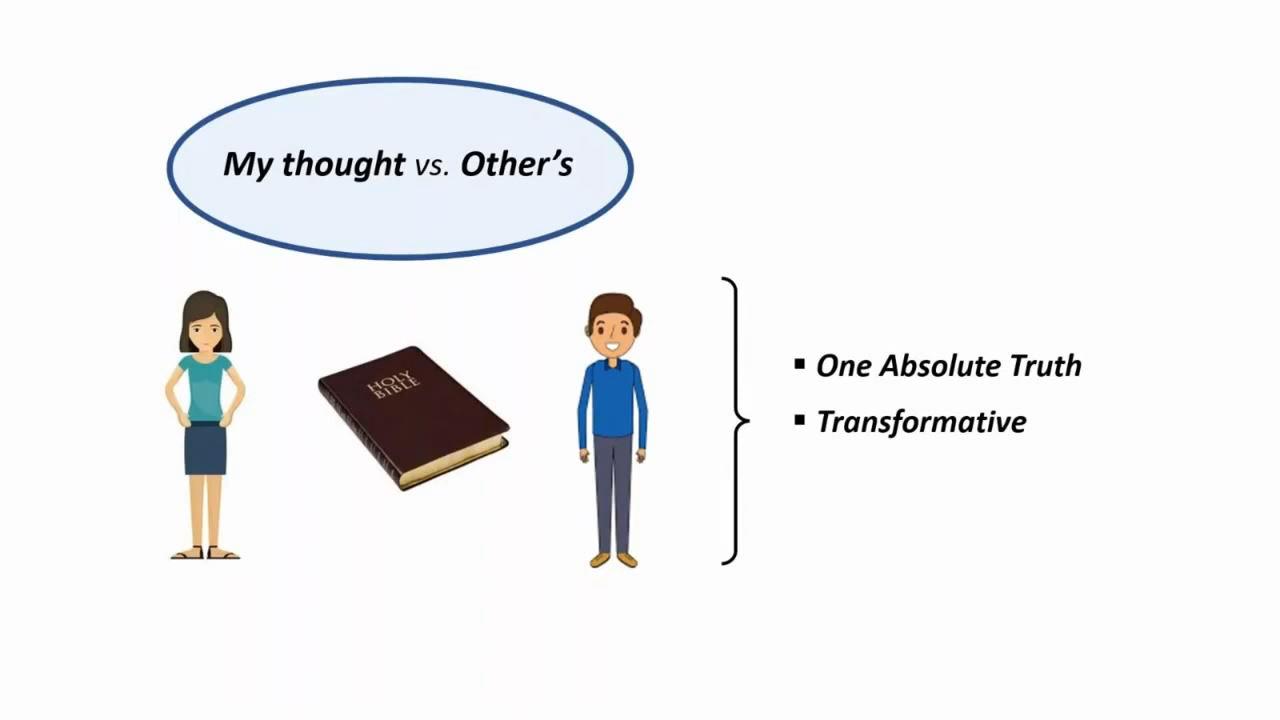 My thought vs. Other’s
HOLY
BIBLE
▪ One Absolute Truth
▪ Transformative